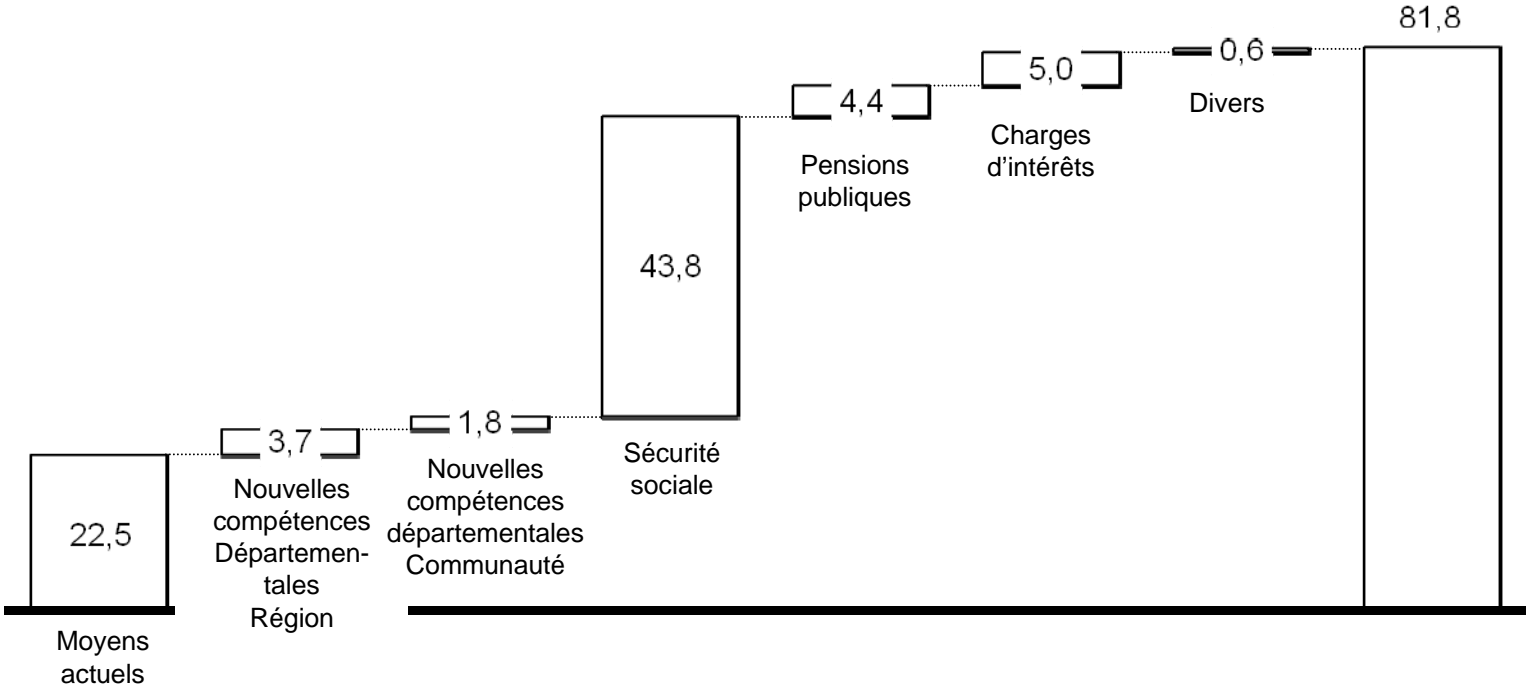 22,5
Moyens
actuels
3,7
Nouvelles
compétences
Départemen-
tales
Région
1,8
Nouvelles
compétences
départementales
Communauté
43,8
Sécurité
sociale
4,4
Pensions
publiques
5,0
Charges
d'intérêts
0,6
Divers
81,8